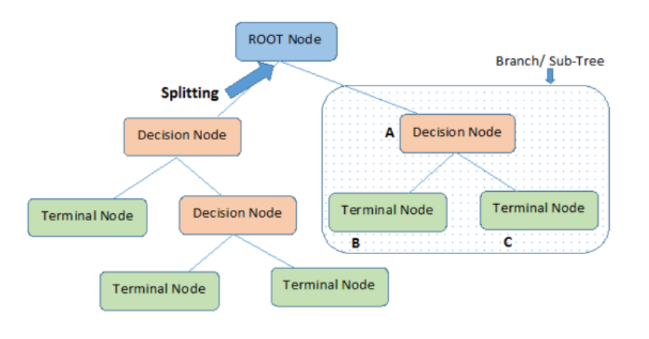 ROOT Node
Branch/ Sub-Tree
Splitting
Decision Node
A Decision Node
Terminal Node
Decision Node
Terminal Node
Terminal Node
B
C
Terminal Node
Terminal Node